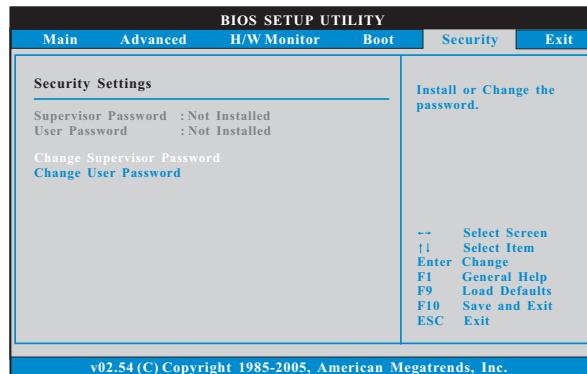 BIOS SETUP UTILITY
Main Advanced H/W Monitor Boot Security Exit
Security Settings
Supervisor Password : Not Installed
User Password : Not Installed
Change Supervisor Password
Change User Password
Install or Change the
password.
←→ Select Screen
↑↓ Select Item
Enter Change
F1 General Help
F9 Load Defaults
F10 Save and Exit
ESC Exit
v02.54 (C) Copyright 1985-2005, American Megatrends, Inc.